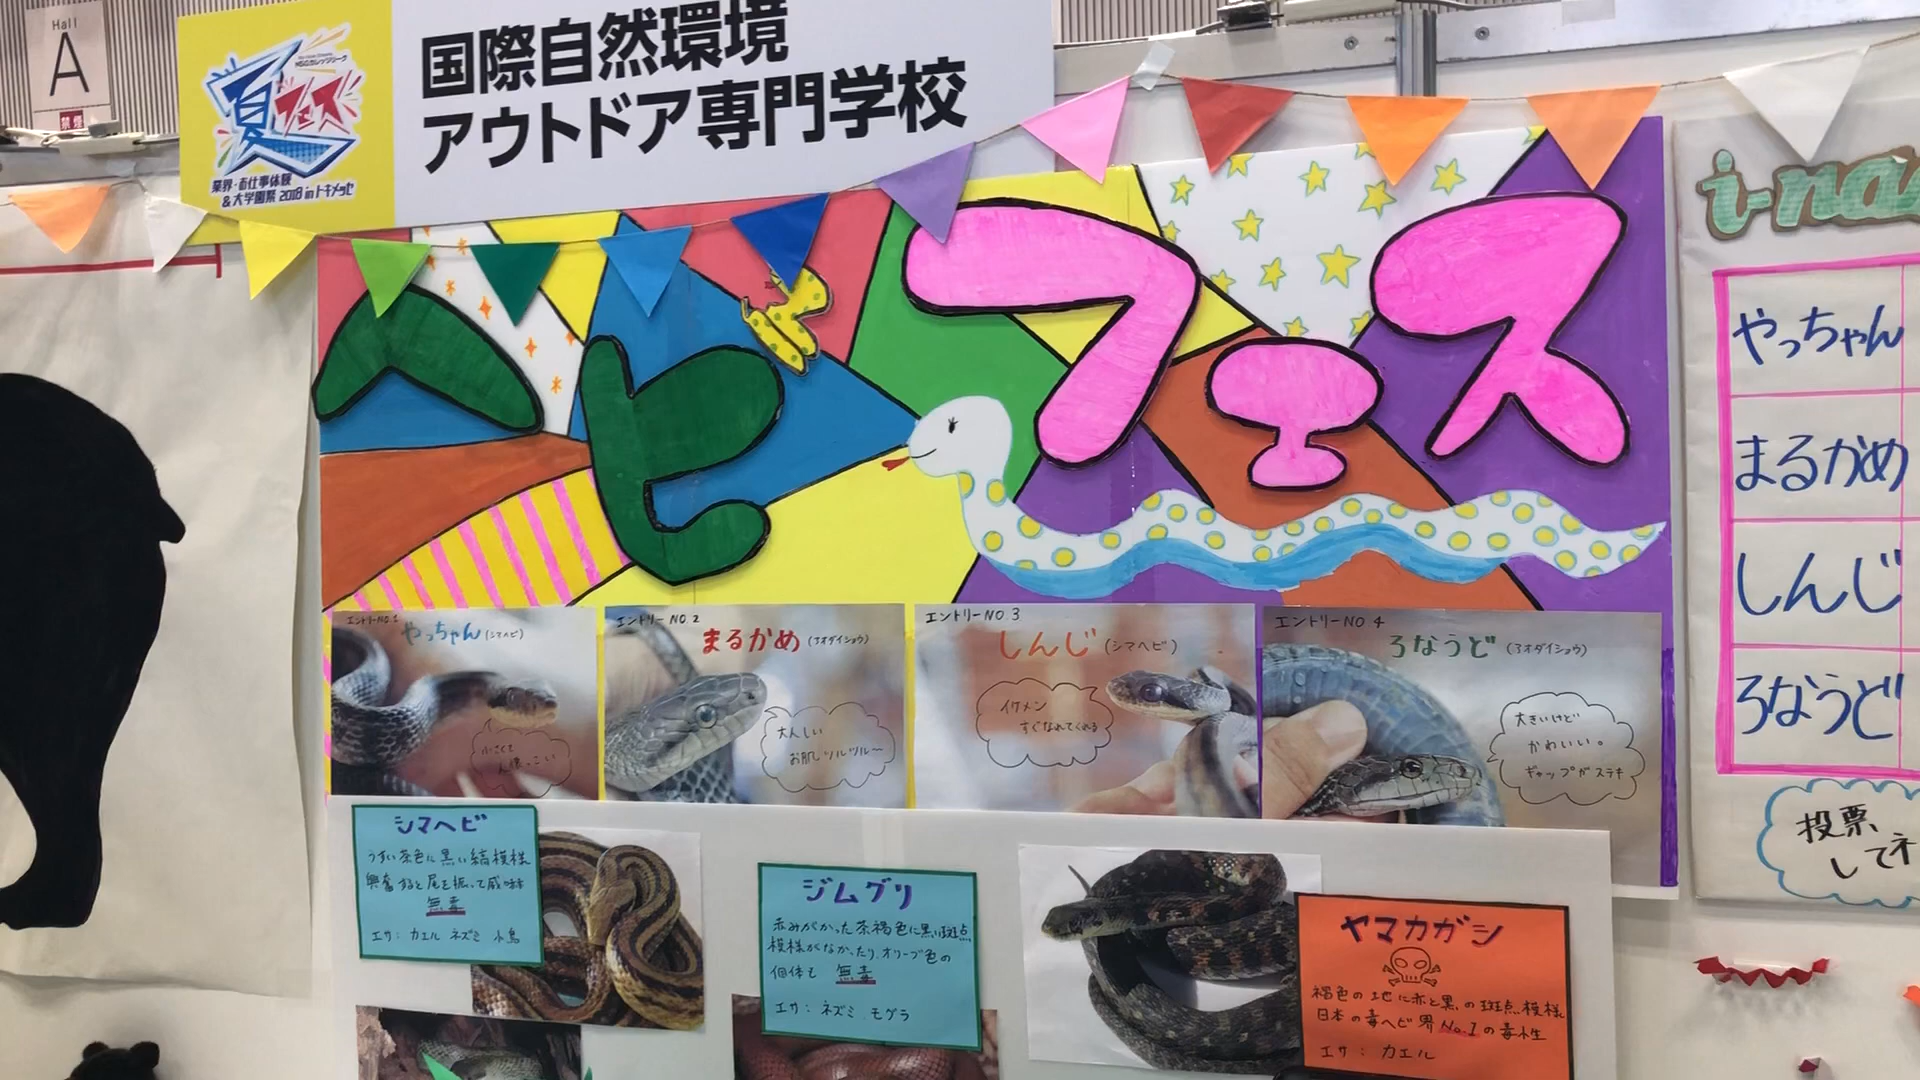 Hall
A
禁煙
夏フェス
業界・お仕事体験
&大学園祭 2018 in トキメッセ
国際自然環境
アウトドア専門学校
ヘビフェス
エントリーNO.1
やっちゃん(シマヘビ)
小さくて
人懐っこい
エントリーNO.2
まるかめ(アオダイショウ)
大人しい
お肌ツルツル〜
エントリーNO.3
しんじ(シマヘビ)
イケメン
すぐなれてくれる
エントリーNO 4
ろなうど(アオダイショウ)
大きいけど
かわいい。
ギャップがステキ
i-na
やっちゃん
まるかめ
しんじ
ろなうど
投票
してネ
シマヘビ
うすい茶色に黒い縞模様
興奮すると尾を振って威嚇
無毒
エサ: カエル ネズミ 小鳥
ジムグリ
赤みがかった茶褐色に黒い斑点
模様がなかったり、オリーブ色の
個体も 無毒
エサ: ネズミ モグラ
ヤマカガシ
褐色の地に赤と黒の斑点模様
日本の毒ヘビ界No.1の毒性
エサ: カエル